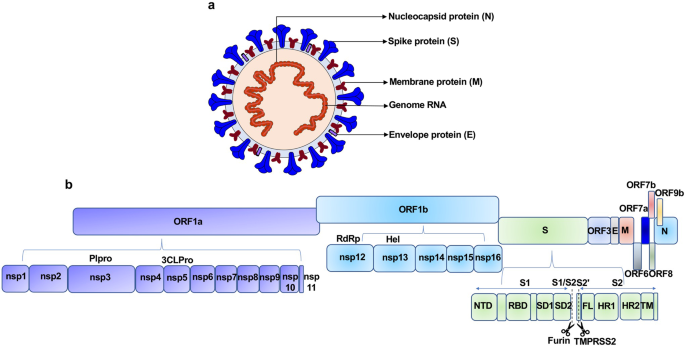 a
Nucleocapsid protein (N)
Spike protein (S)
Membrane protein (M)
Genome RNA
Envelope protein (E)
b
ORF7b
ORF9b
ORF7a
ORF1a
ORF1b
S
ORF3
E
M
N
ORF6
ORF8
Plpro
3CLPro
nsp1
nsp2
nsp3
nsp4
nsp5
nsp6
nsp7
nsp8
nsp9
nsp
10
nsp
11
RdRp
Hel
nsp12
nsp13
nsp14
nsp15
nsp16
S1
S1/S2
S2'
S2
NTD
RBD
SD1
SD2
FL
HR1
HR2
TM
Furin
TMPRSS2